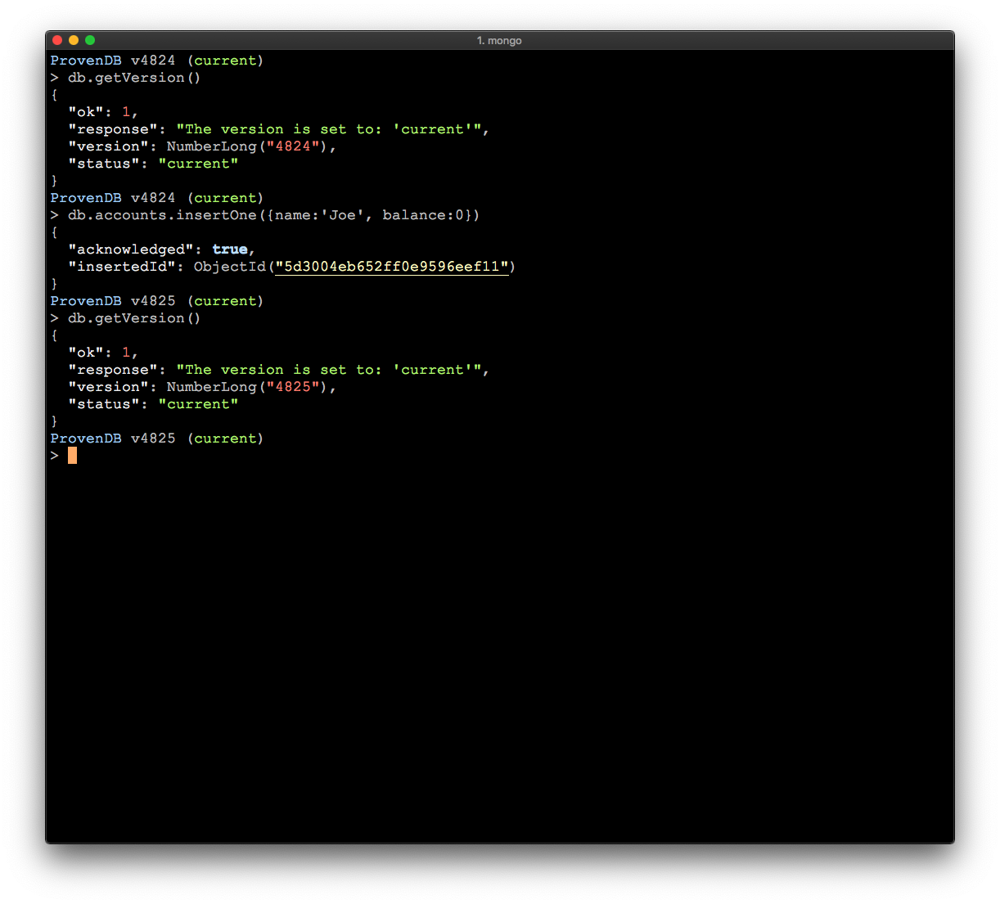 1. mongo
ProvenDB v4824 (current)
> db.getVersion()
{
  "ok": 1,
  "response": "The version is set to: 'current'",
  "version": NumberLong("4824"),
  "status": "current"
}
ProvenDB v4824 (current)
> db.accounts.insertOne({name:'Joe', balance:0})
{
  "acknowledged": true,
  "insertedId": ObjectId("5d3004eb652ff0e9596eef11")
}
ProvenDB v4825 (current)
> db.getVersion()
{
  "ok": 1,
  "response": "The version is set to: 'current'",
  "version": NumberLong("4825"),
  "status": "current"
}
ProvenDB v4825 (current)
>